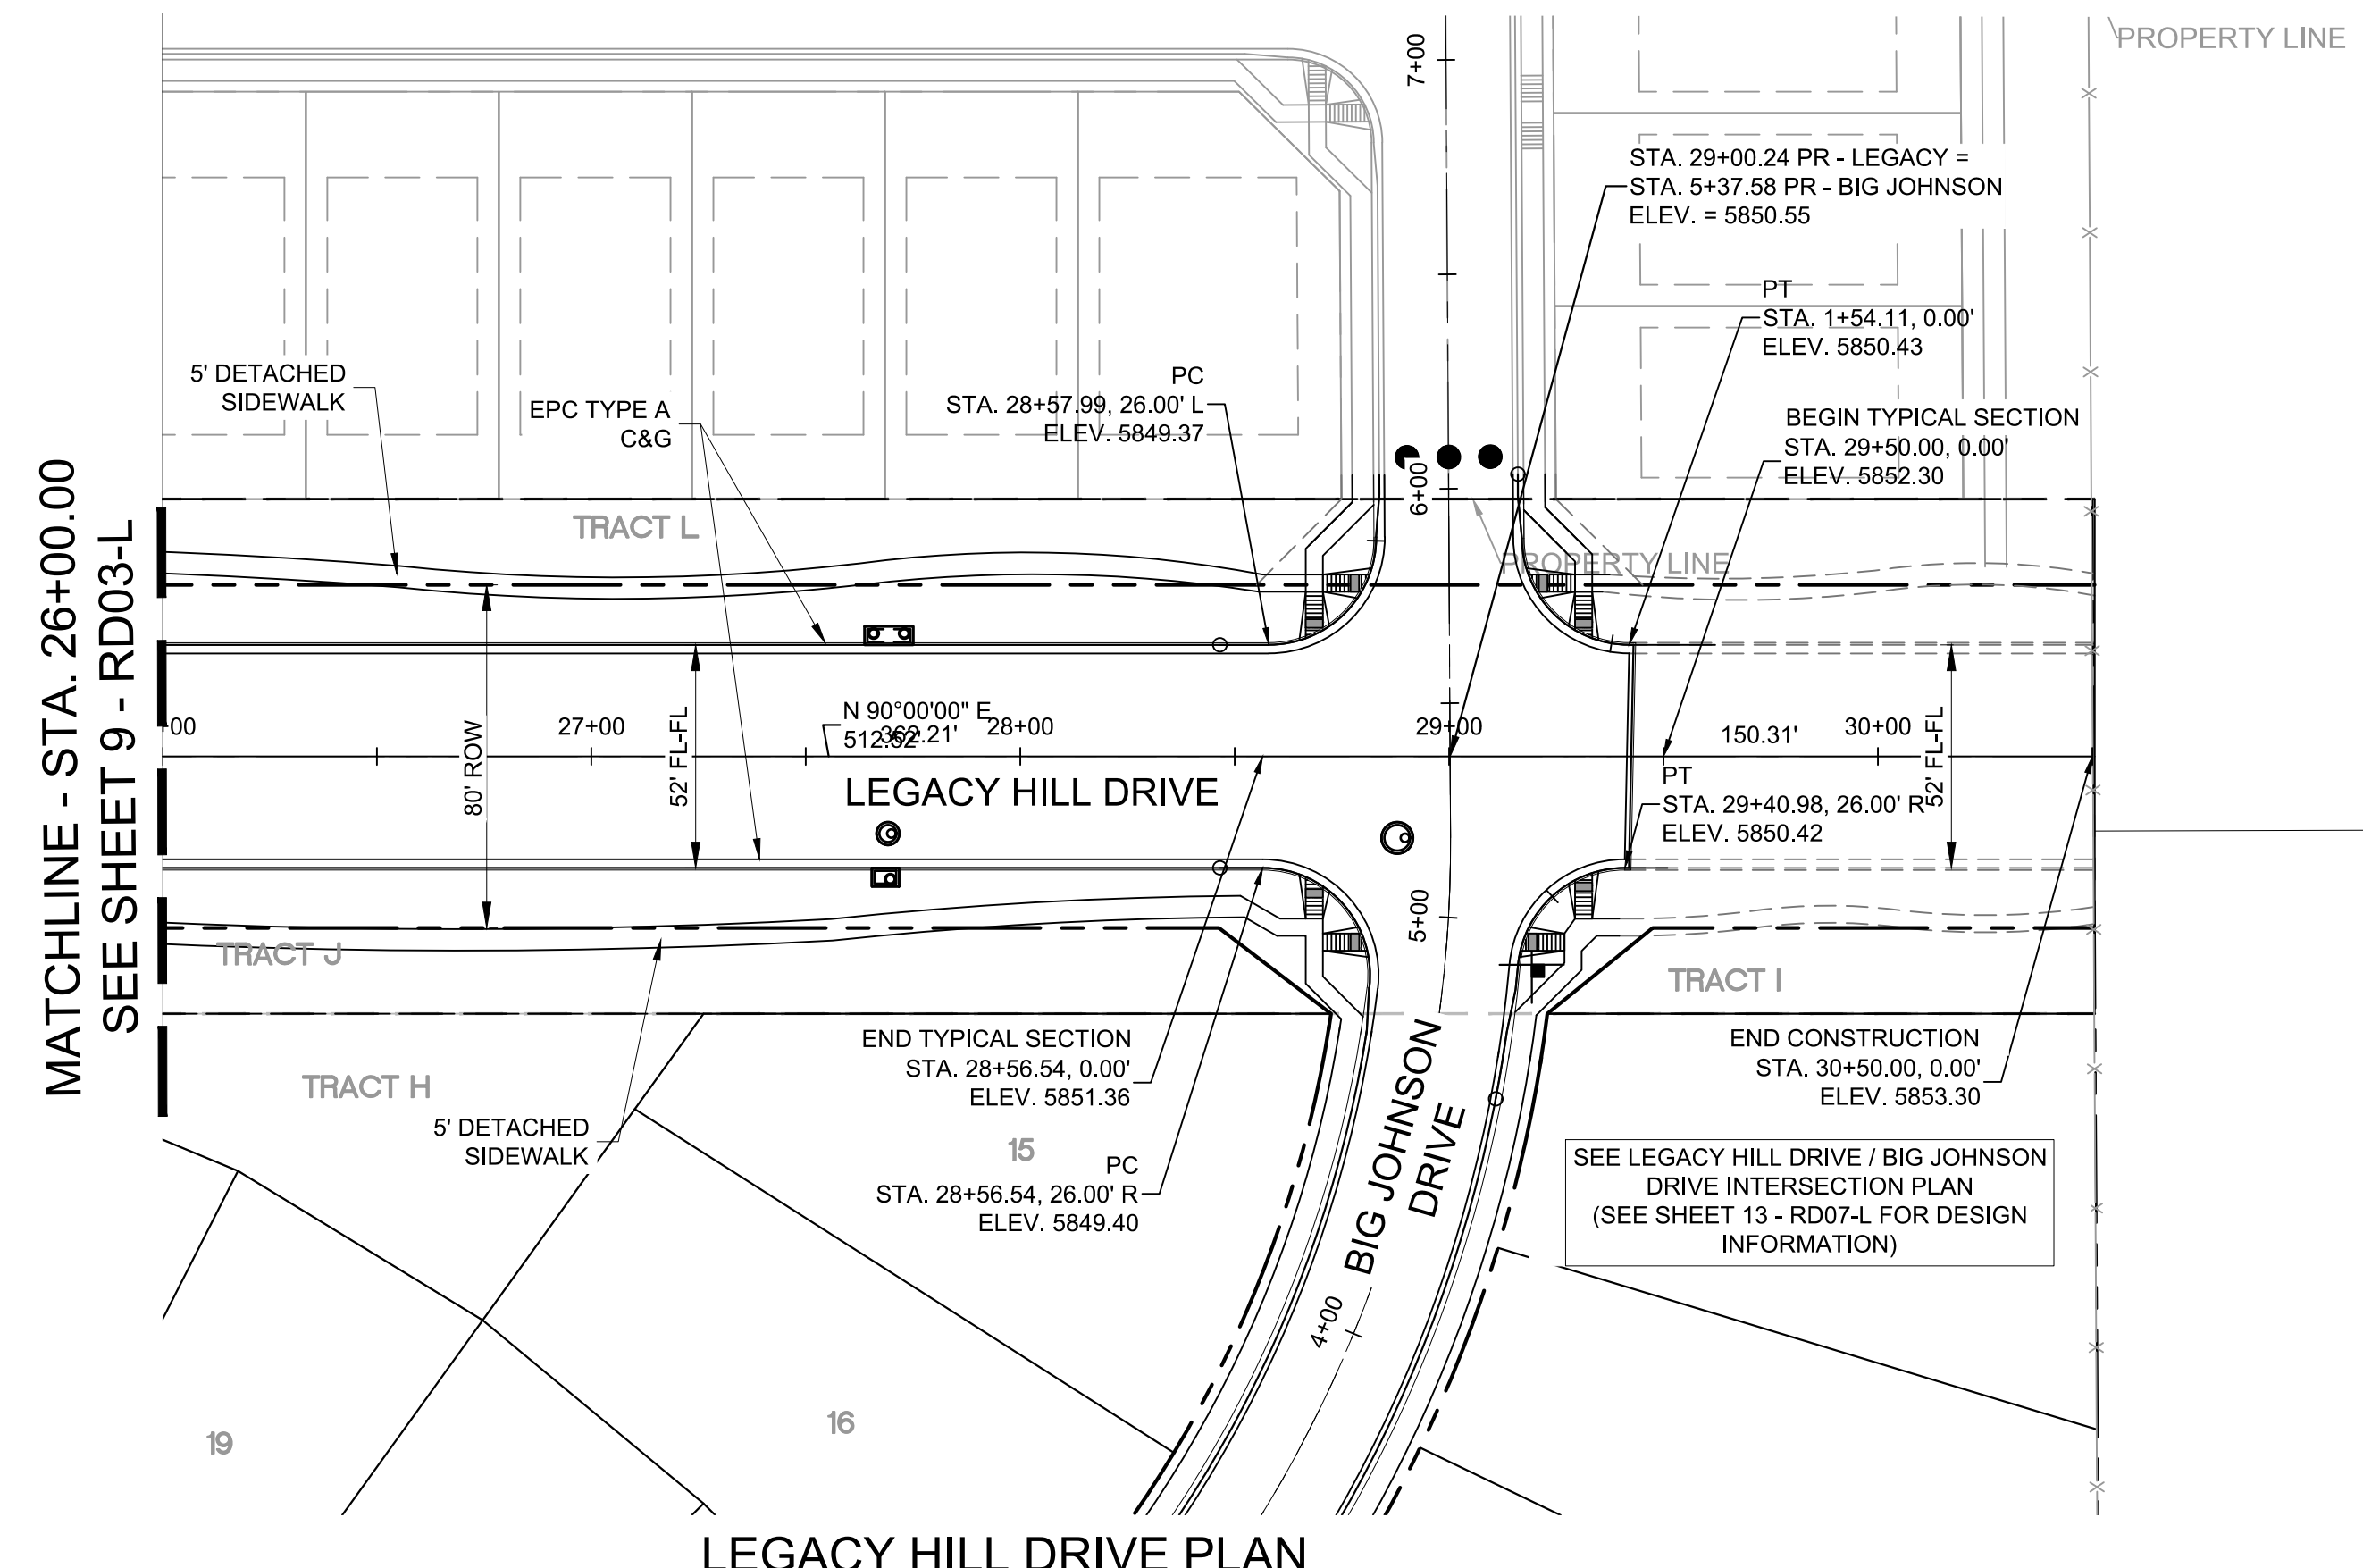 PROPERTY LINE
7+00
STA. 29+00.24 PR - LEGACY =
STA. 5+37.58 PR - BIG JOHNSON
ELEV. = 5850.55
PT
STA. 1+54.11, 0.00'
ELEV. 5850.43
5' DETACHED
SIDEWALK
EPC TYPE A
C&G
PC
STA. 28+57.99, 26.00' L
ELEV. 5849.37
BEGIN TYPICAL SECTION
STA. 29+50.00, 0.00'
ELEV. 5852.30
6+00
TRACT L
PROPERTY LINE
MATCHLINE - STA. 26+00.00
SEE SHEET 9 - RD03-L
+00
27+00
N 90°00'00" E
512.52'
362.21'
28+00
29+00
150.31'
30+00
80' ROW
52' FL-FL
52' FL-FL
LEGACY HILL DRIVE
PT
STA. 29+40.98, 26.00' R
ELEV. 5850.42
5+00
TRACT J
TRACT I
END TYPICAL SECTION
STA. 28+56.54, 0.00'
ELEV. 5851.36
END CONSTRUCTION
STA. 30+50.00, 0.00'
ELEV. 5853.30
TRACT H
5' DETACHED
SIDEWALK
15
PC
STA. 28+56.54, 26.00' R
ELEV. 5849.40
BIG JOHNSON
DRIVE
SEE LEGACY HILL DRIVE / BIG JOHNSON
DRIVE INTERSECTION PLAN
(SEE SHEET 13 - RD07-L FOR DESIGN
INFORMATION)
4+00
16
19
LEGACY HILL DRIVE PLAN